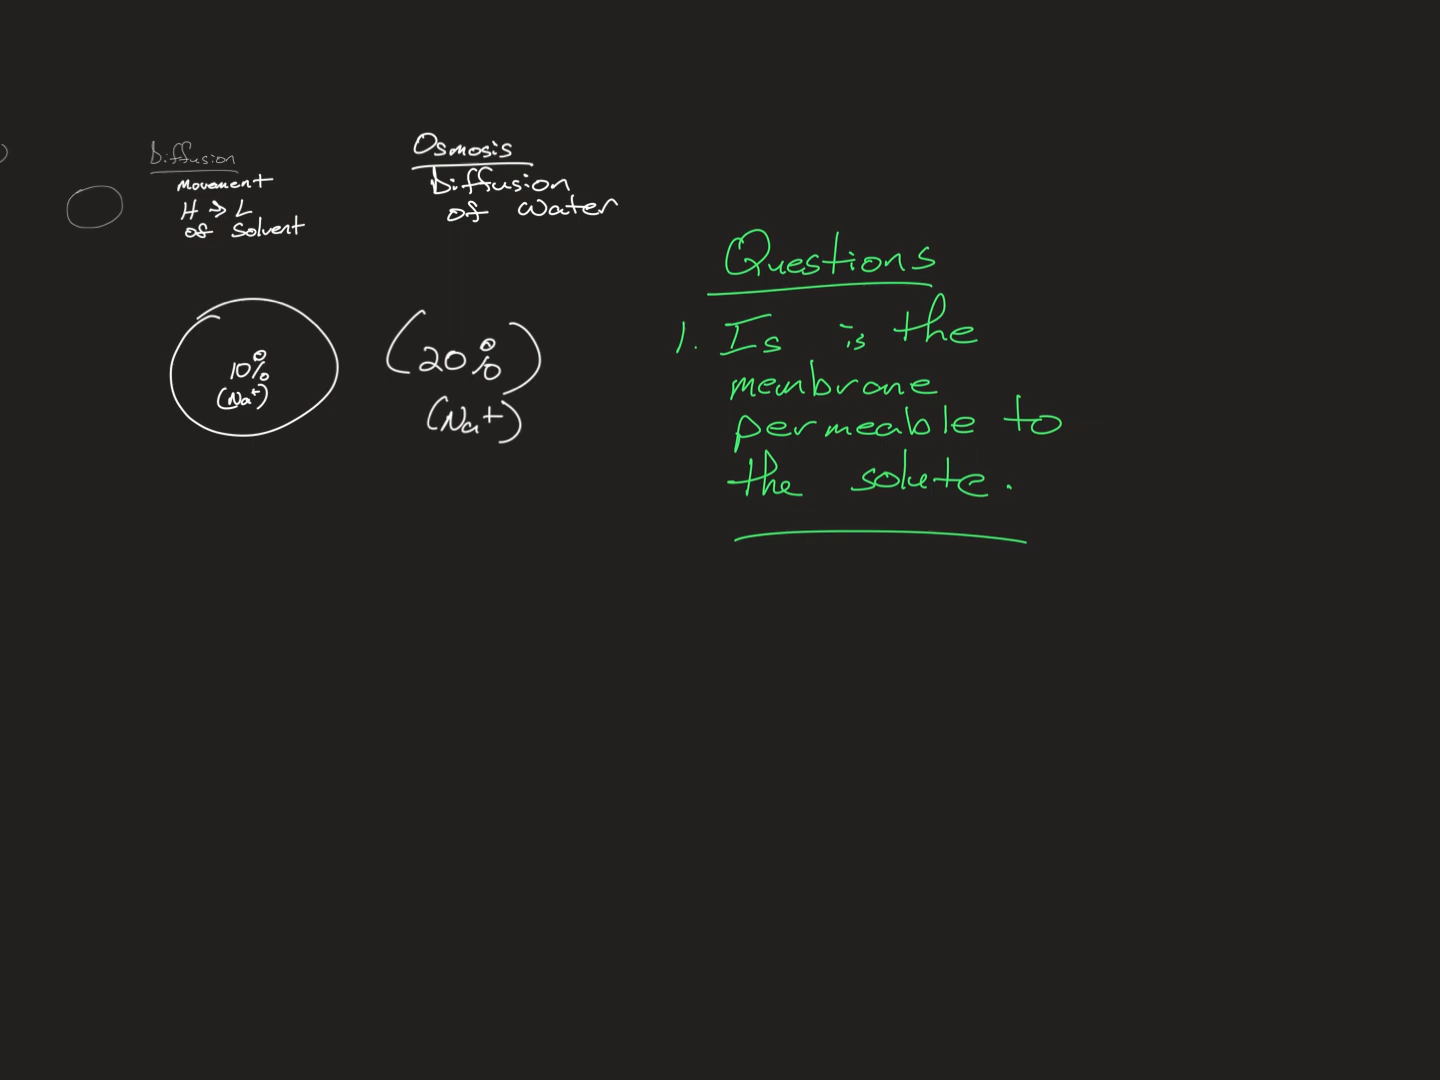 Diffusion
Movement
H → L
of Solvent
Osmosis
Diffusion
of water
10%
(Na+)
(20%)
(Na+)
Questions
1. Is is the
membrane
permeable to
the solute.